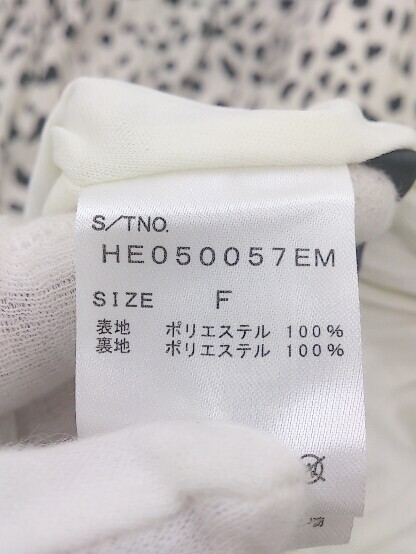 S/TNO.
HE050057EM
SIZE F
表地 ポリエステル 100%
裏地 ポリエステル 100%